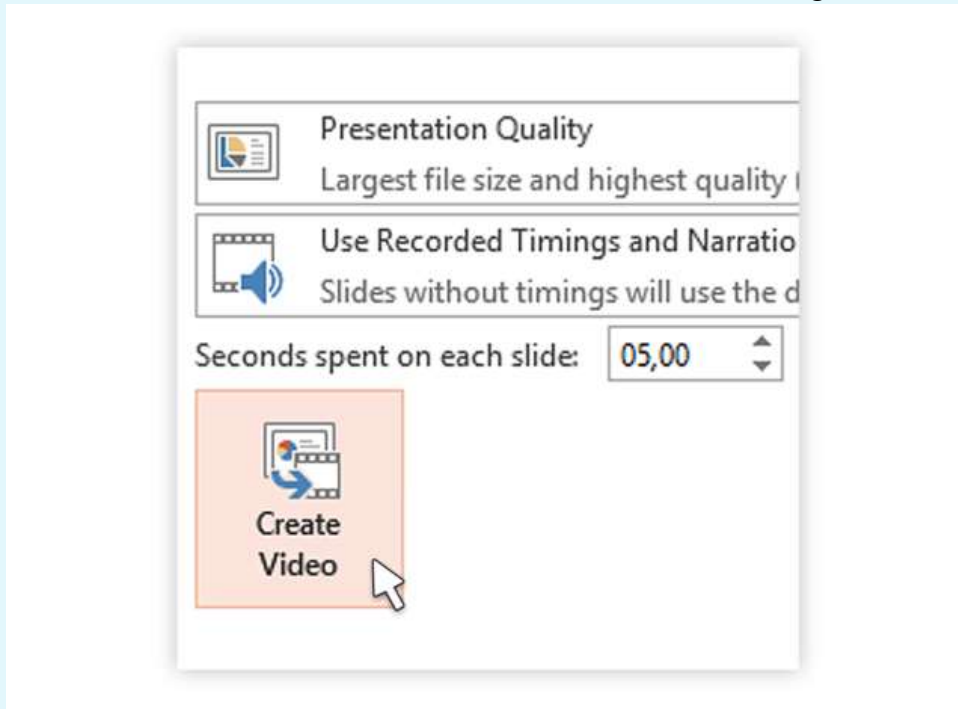 Presentation Quality
Largest file size and highest quality (
Use Recorded Timings and Narratio
Slides without timings will use the d
Seconds spent on each slide: 05,00
Create
Video